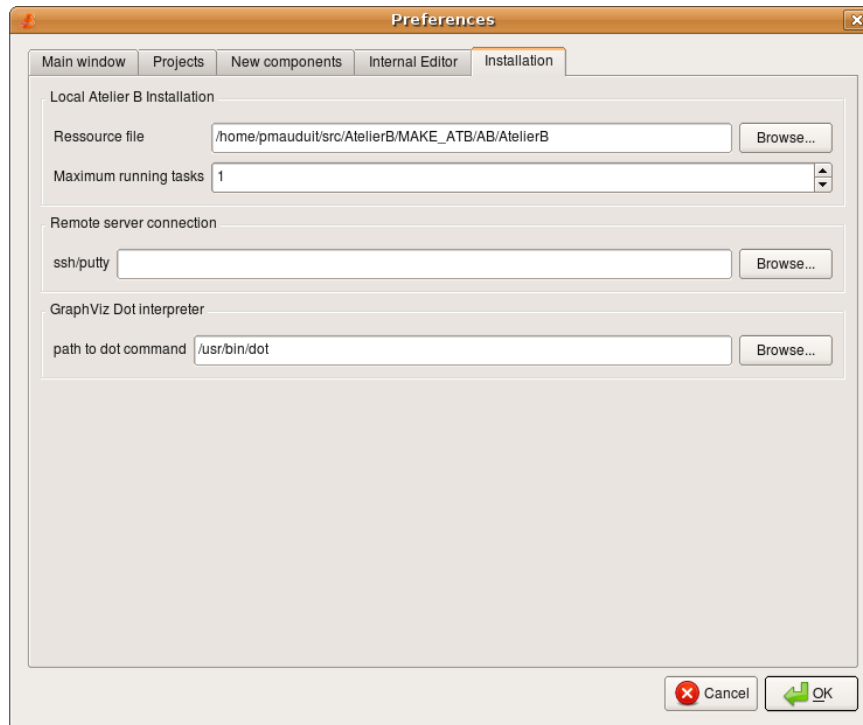 Preferences
Main window Projects New components Internal Editor Installation
Local Atelier B Installation
Ressource file /home/pmauduit/src/AtelierB/MAKE_ATB/AB/AtelierB Browse...
Maximum running tasks 1
Remote server connection
ssh/putty Browse...
GraphViz Dot interpreter
path to dot command /usr/bin/dot Browse...
Cancel OK